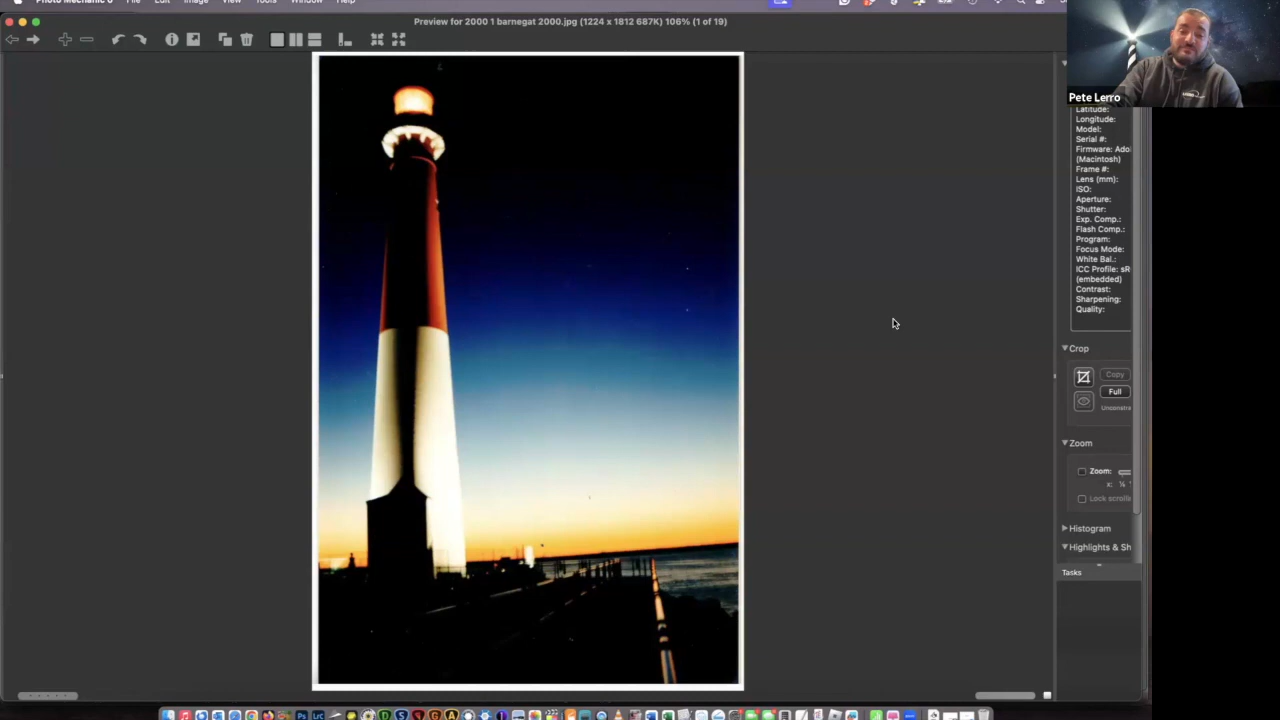 Photo Mechanic 6 File Edit Image View Tools Window Help
Preview for 2000 1 barnegat 2000.jpg (1224 x 1812 687K) 106% (1 of 19)
Pete Lerro
Latitude:
Longitude:
Model:
Serial #:
Firmware: Ado
(Macintosh)
Frame #:
Lens (mm):
ISO:
Aperture:
Shutter:
Exp. Comp.:
Flash Comp.:
Program:
Focus Mode:
White Bal.:
ICC Profile: sR
(embedded)
Contrast:
Sharpening:
Quality:
Crop
Copy
Full
Unconstra
Zoom
Zoom:
Lock scrolli
Histogram
Highlights & Sh
Tasks